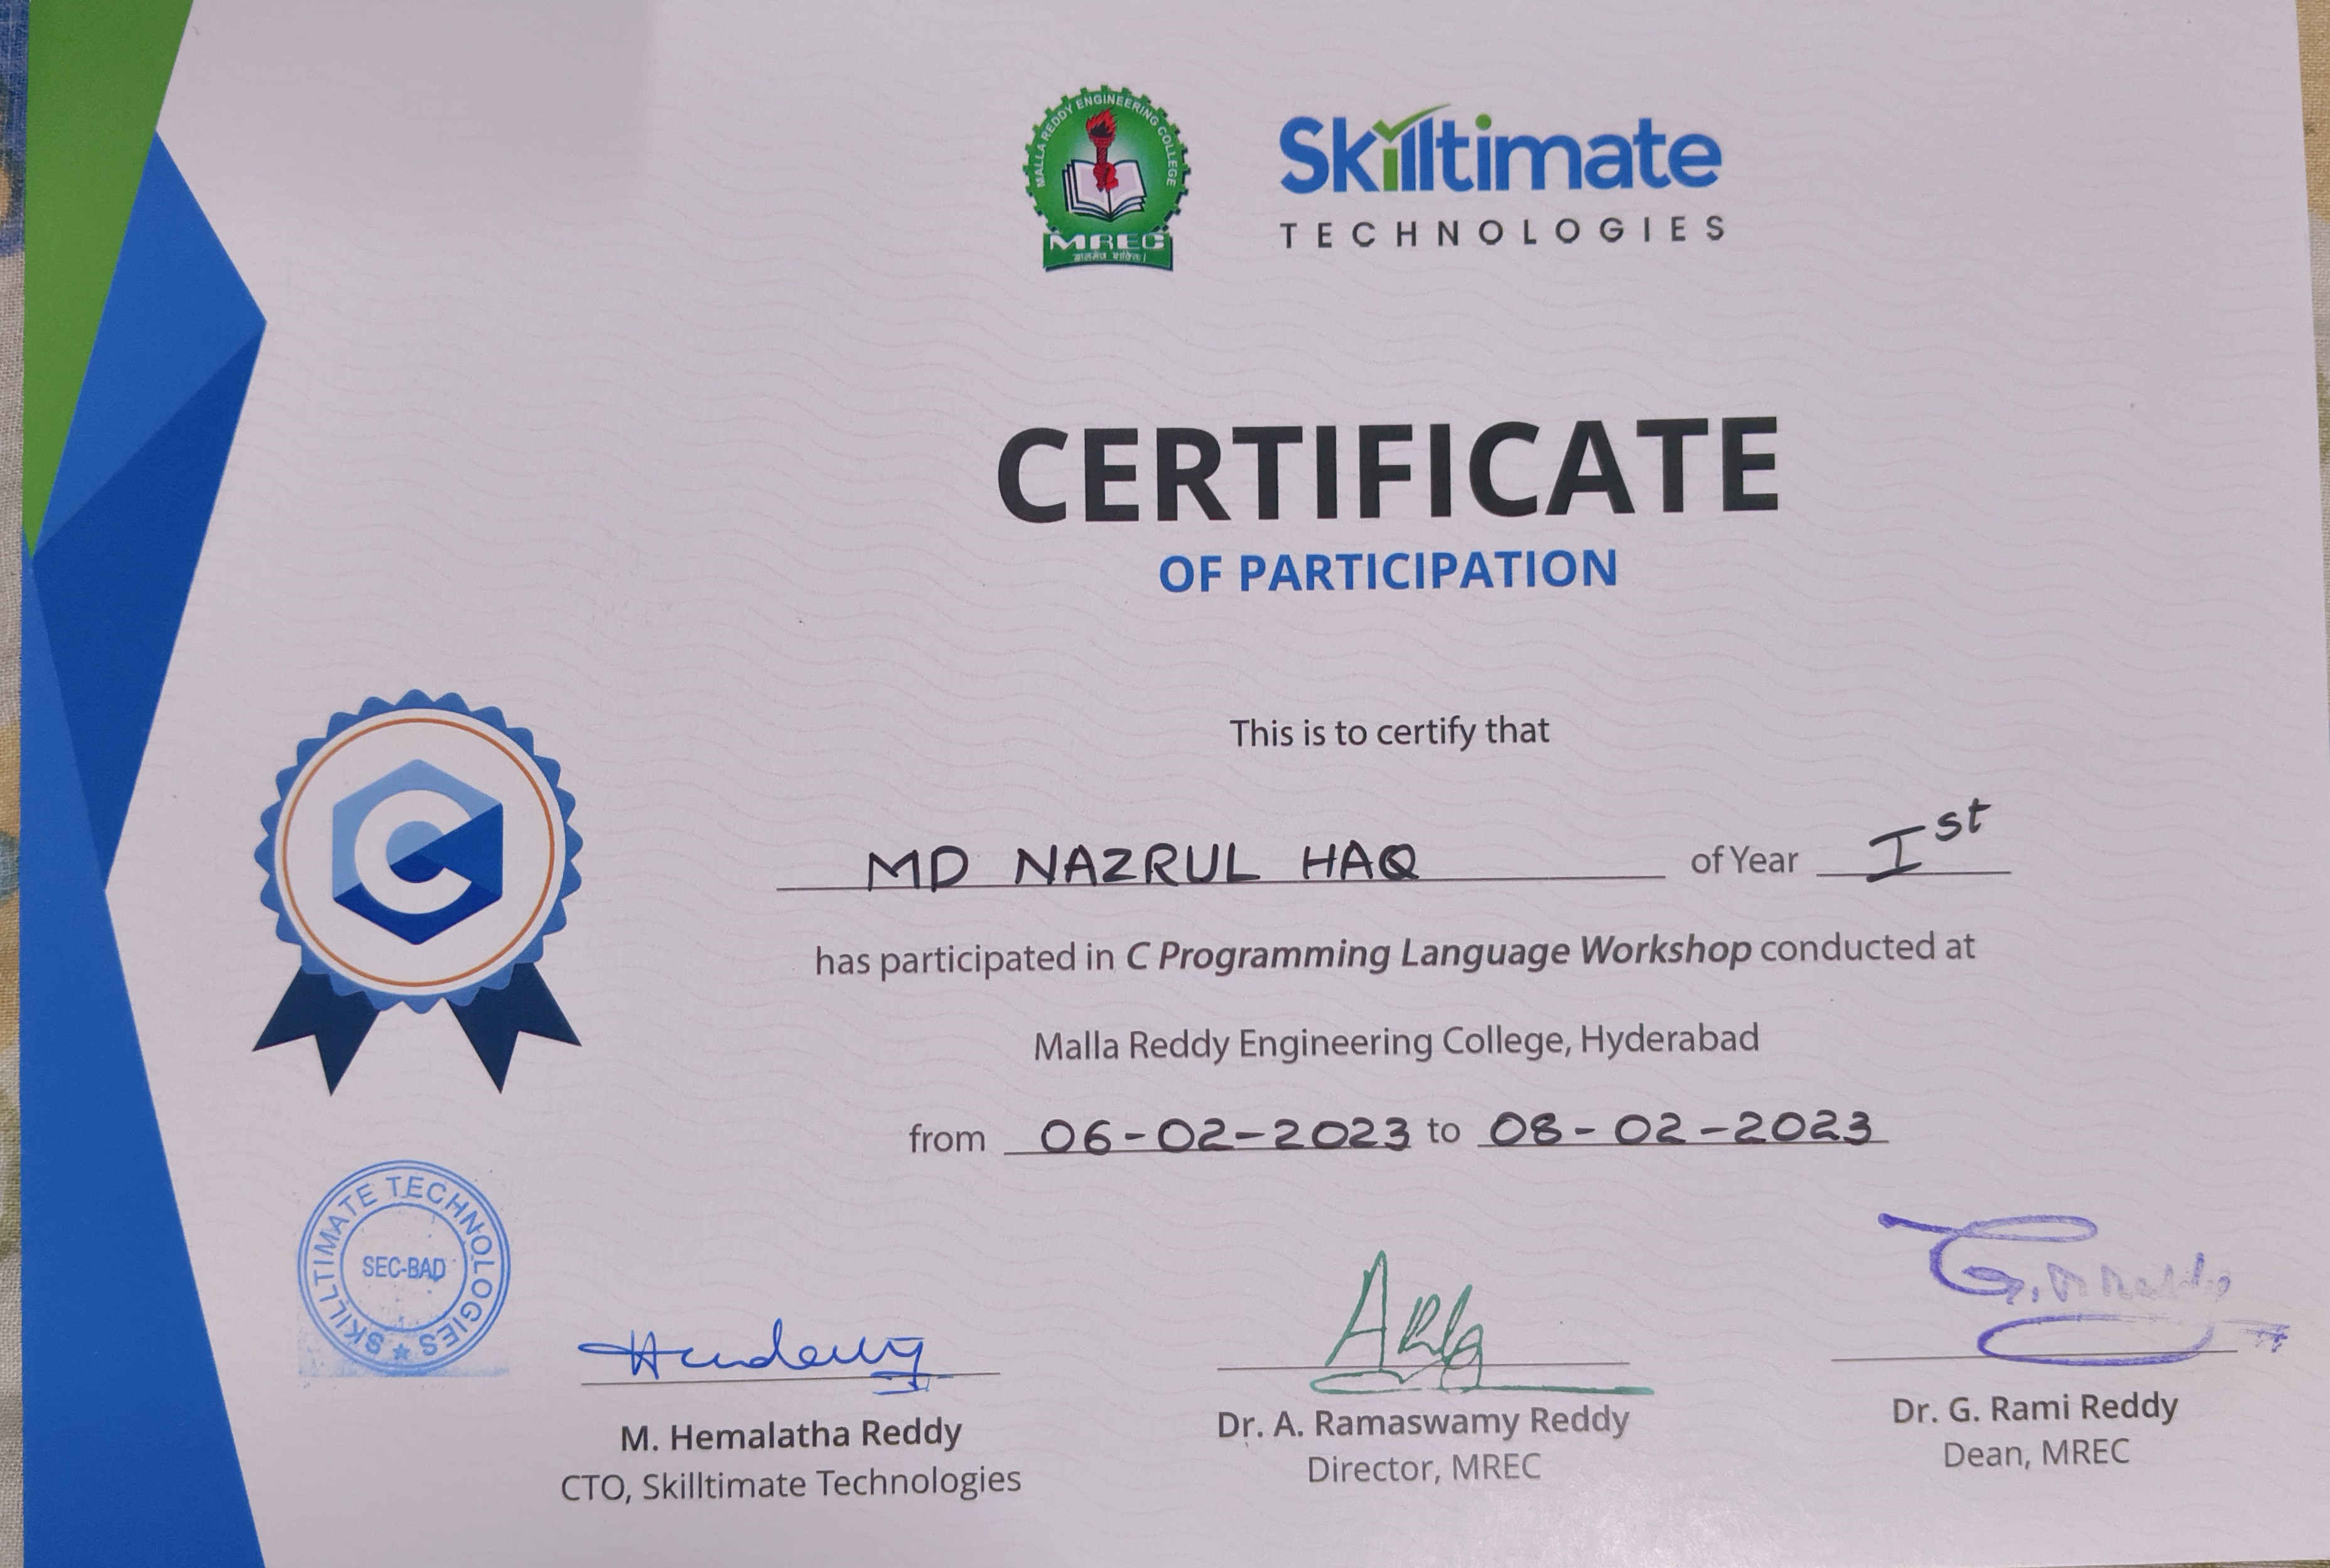 MALLA REDDY ENGINEERING COLLEGE
MREC
Skilltimate
TECHNOLOGIES
CERTIFICATE
OF PARTICIPATION
This is to certify that
MD NAZRUL HAQ of Year Ist
has participated in C Programming Language Workshop conducted at
Malla Reddy Engineering College, Hyderabad
from 06-02-2023 to 08-02-2023
SKILLTIMATE TECHNOLOGIES
SEC-BAD
M. Hemalatha Reddy
CTO, Skilltimate Technologies
Dr. A. Ramaswamy Reddy
Director, MREC
Dr. G. Rami Reddy
Dean, MREC